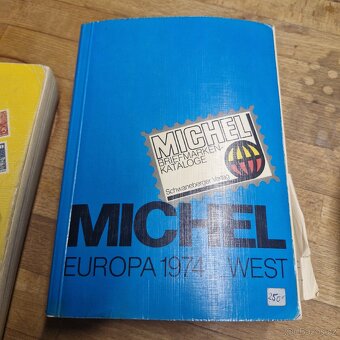 MICHEL
BRIEFMARKEN-
KATALOGE
Schwaneberger Verlag
MICHEL
EUROPA 1974 WEST